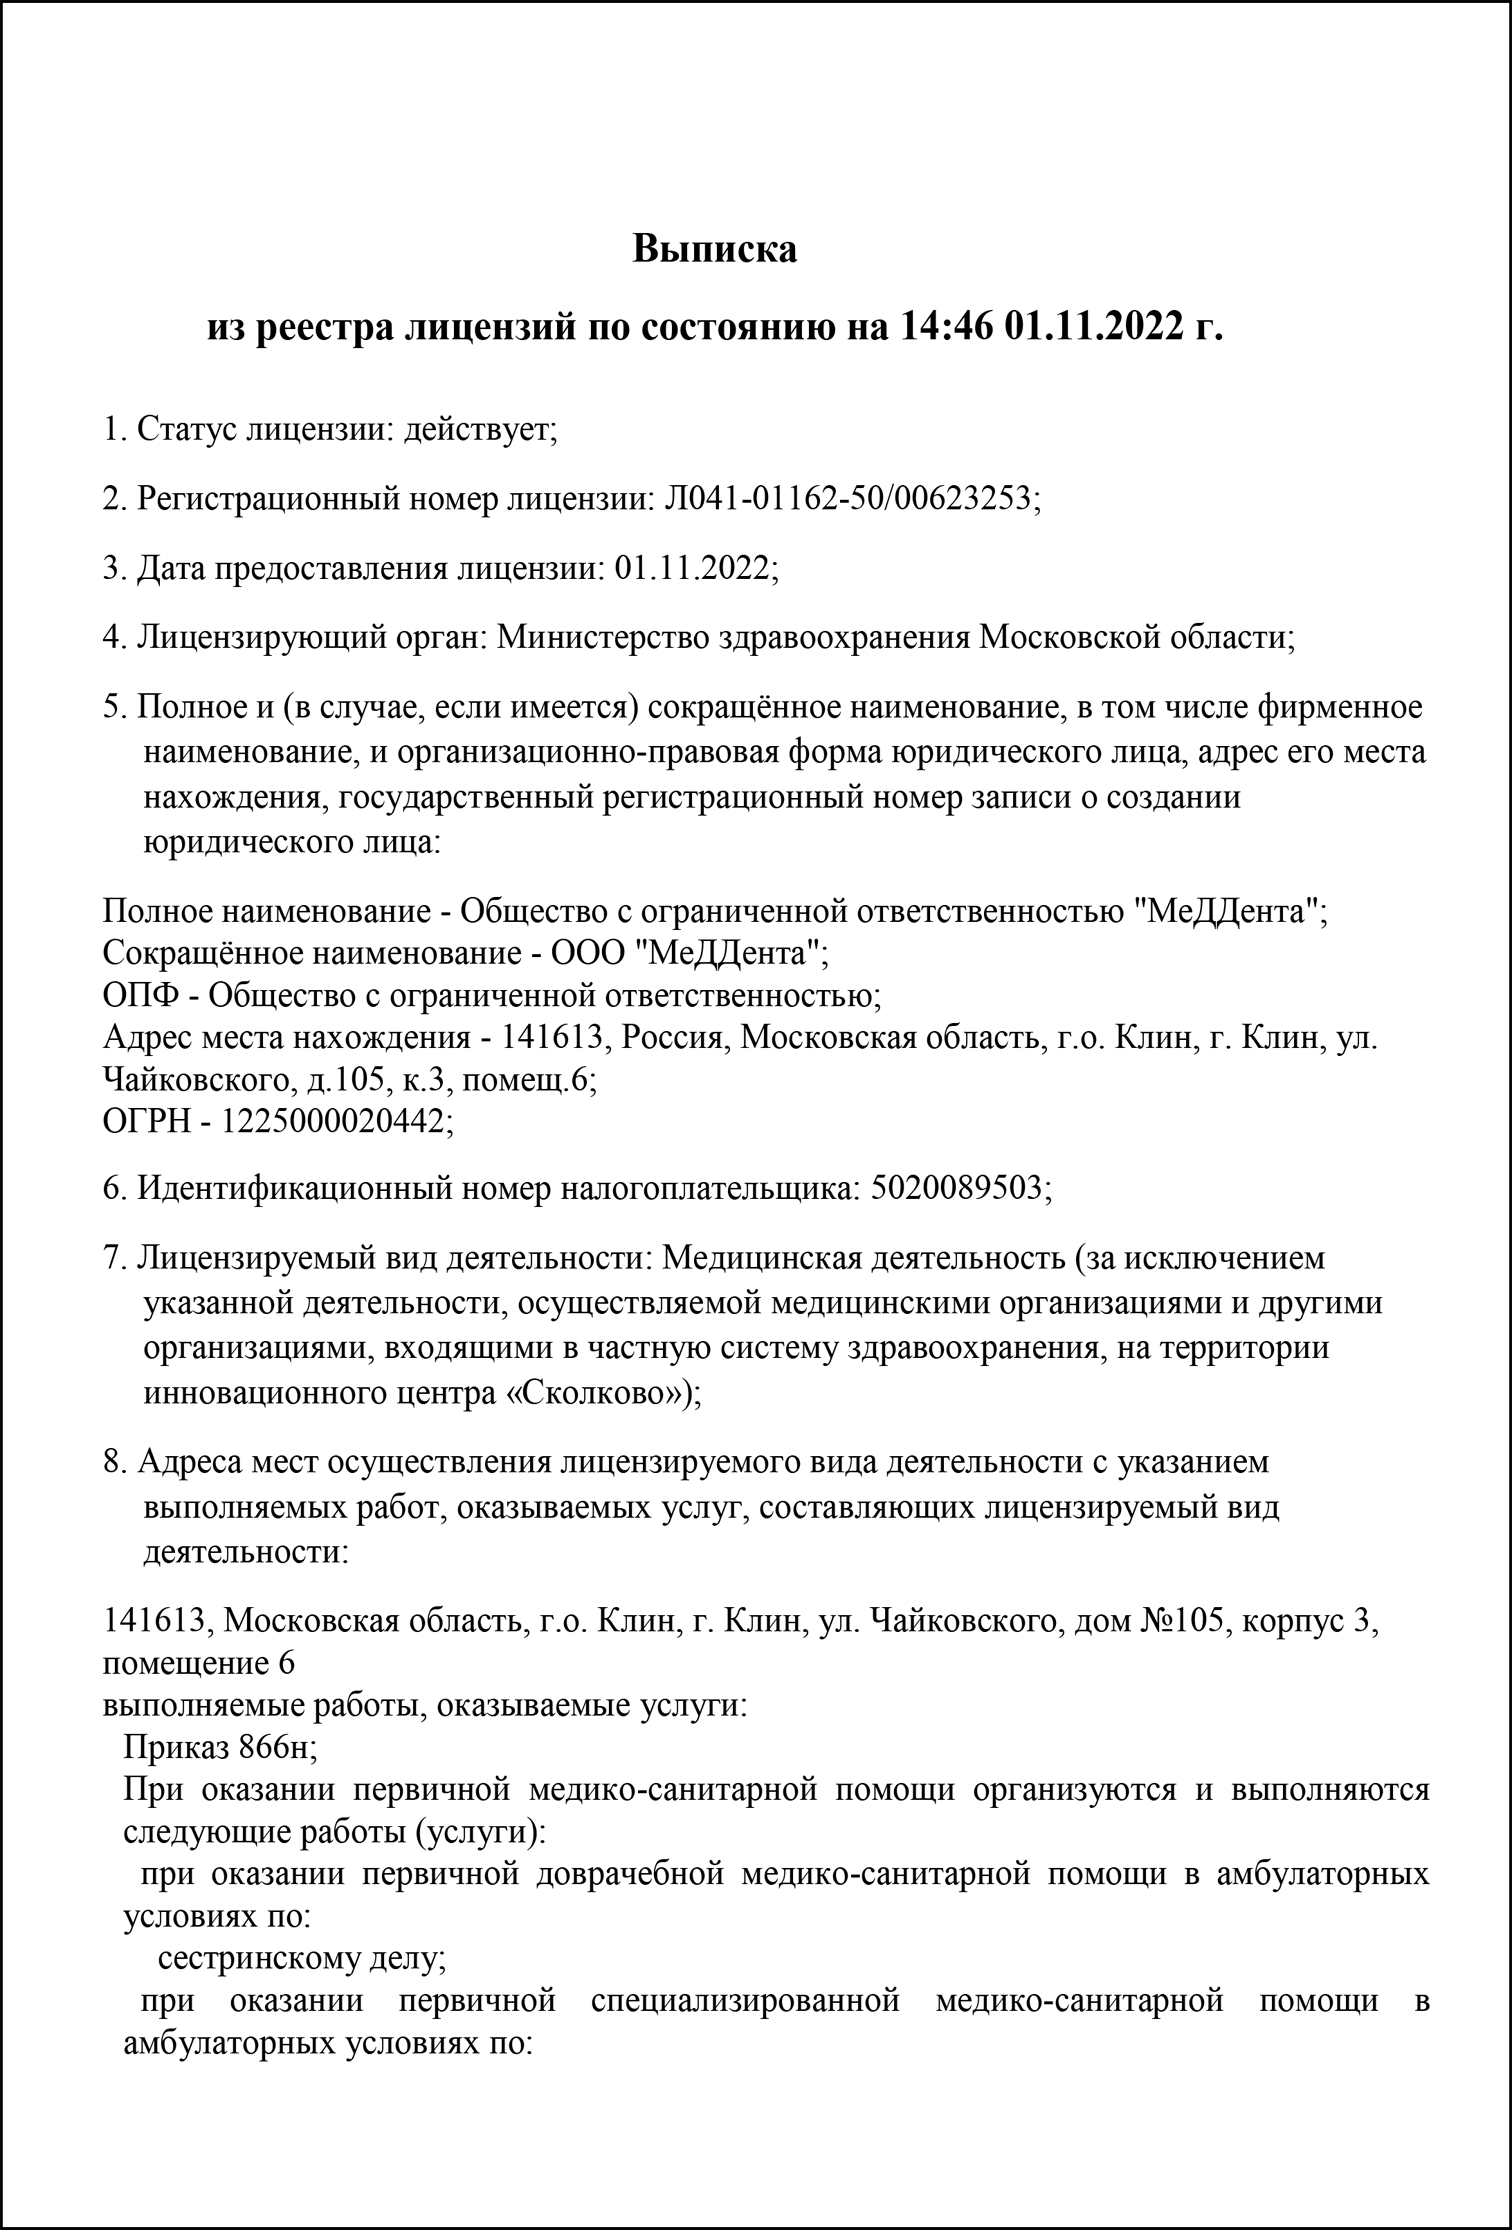 Выписка
из реестра лицензий по состоянию на 14:46 01.11.2022 г.
1. Статус лицензии: действует;
2. Регистрационный номер лицензии: Л041-01162-50/00623253;
3. Дата предоставления лицензии: 01.11.2022;
4. Лицензирующий орган: Министерство здравоохранения Московской области;
5. Полное и (в случае, если имеется) сокращённое наименование, в том числе фирменное
наименование, и организационно-правовая форма юридического лица, адрес его места
нахождения, государственный регистрационный номер записи о создании
юридического лица:
Полное наименование - Общество с ограниченной ответственностью "МеДДента";
Сокращённое наименование - ООО "МеДДента";
ОПФ - Общество с ограниченной ответственностью;
Адрес места нахождения - 141613, Россия, Московская область, г.о. Клин, г. Клин, ул.
Чайковского, д.105, к.3, помещ.6;
ОГРН - 1225000020442;
6. Идентификационный номер налогоплательщика: 5020089503;
7. Лицензируемый вид деятельности: Медицинская деятельность (за исключением
указанной деятельности, осуществляемой медицинскими организациями и другими
организациями, входящими в частную систему здравоохранения, на территории
инновационного центра «Сколково»);
8. Адреса мест осуществления лицензируемого вида деятельности с указанием
выполняемых работ, оказываемых услуг, составляющих лицензируемый вид
деятельности:
141613, Московская область, г.о. Клин, г. Клин, ул. Чайковского, дом №105, корпус 3,
помещение 6
выполняемые работы, оказываемые услуги:
Приказ 866н;
При оказании первичной медико-санитарной помощи организуются и выполняются
следующие работы (услуги):
при оказании первичной доврачебной медико-санитарной помощи в амбулаторных
условиях по:
сестринскому делу;
при оказании первичной специализированной медико-санитарной помощи в
амбулаторных условиях по: